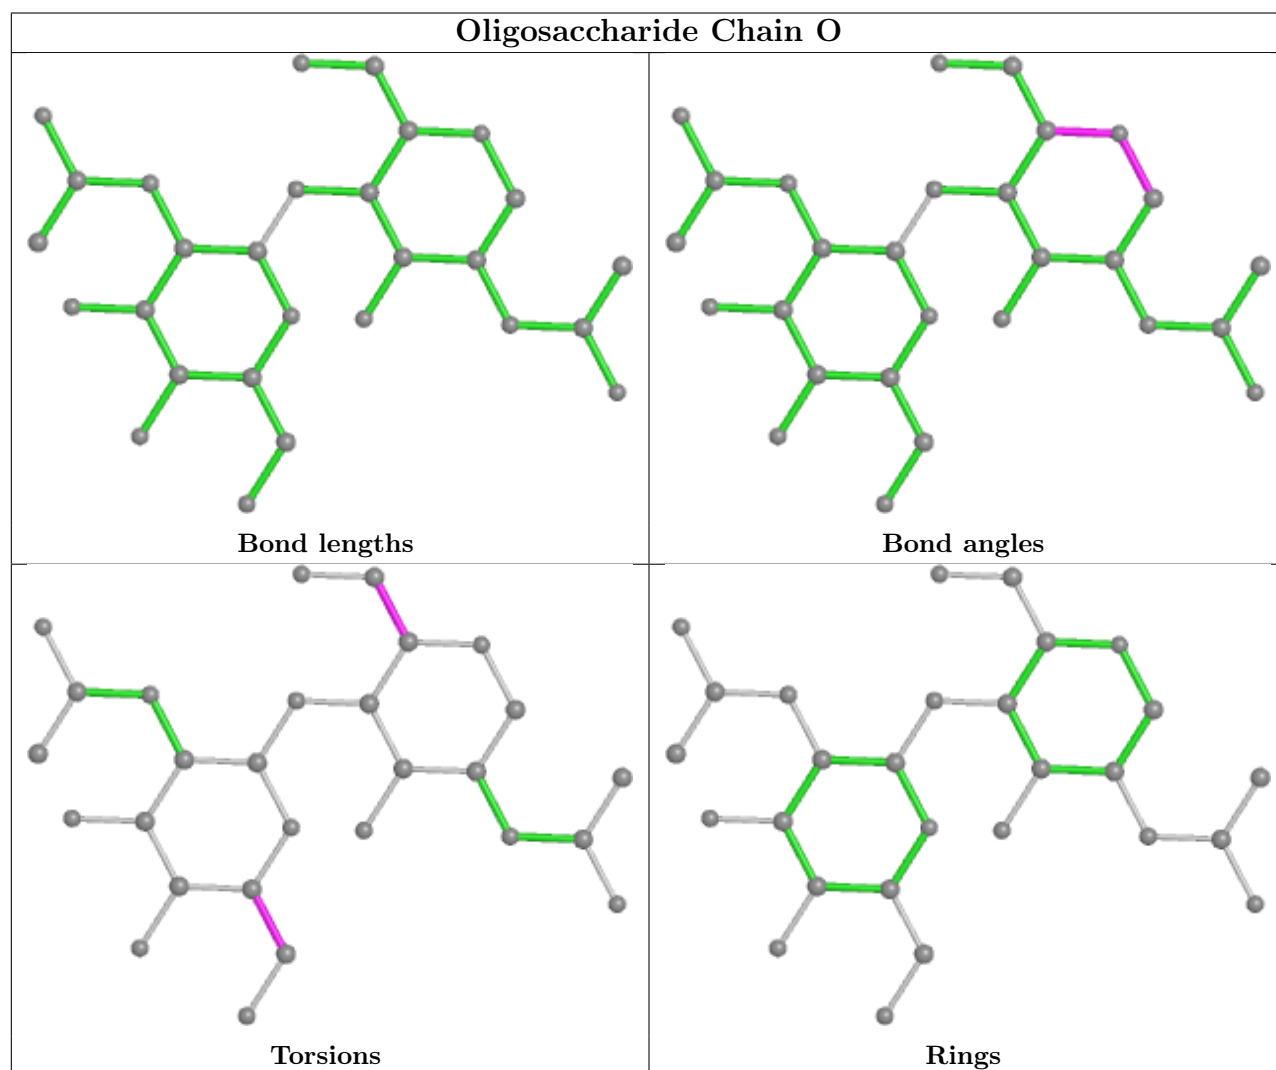 Oligosaccharide Chain O
Bond lengths
Bond angles
Torsions
Rings